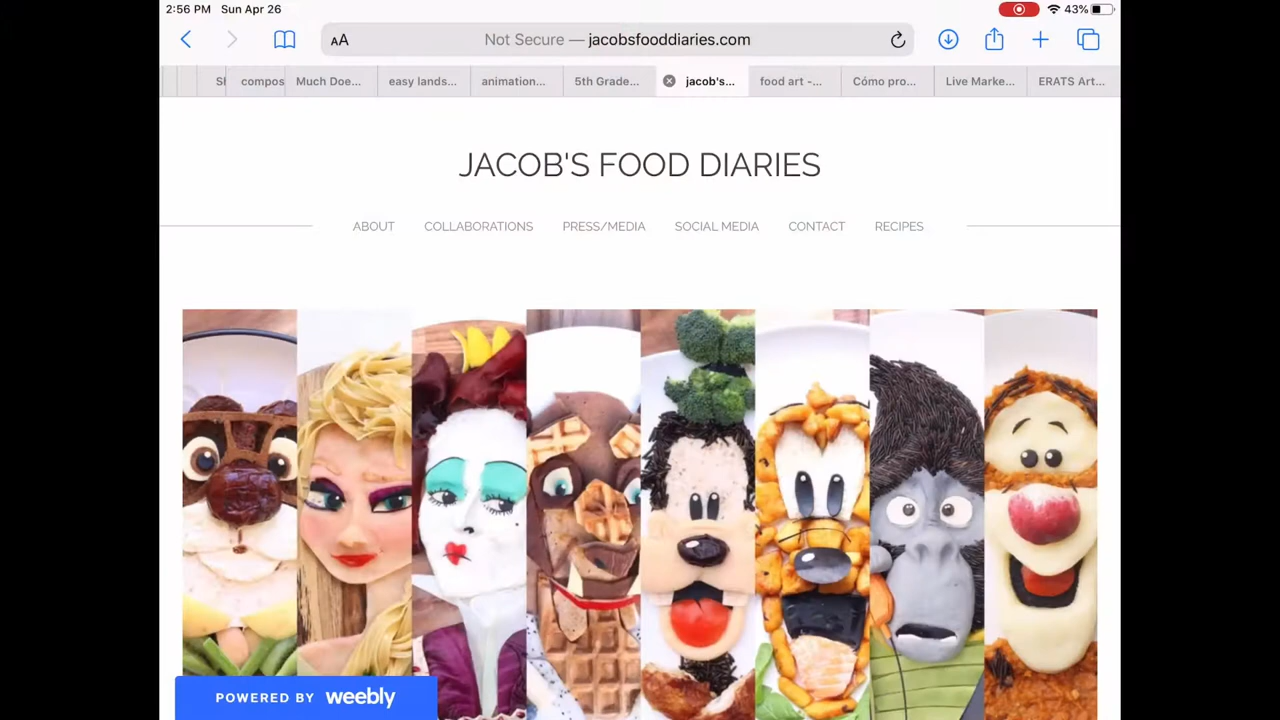 2:56 PM Sun Apr 26
43%
AA
Not Secure — jacobsfooddiaries.com
compos
Much Doe...
easy lands...
animation...
5th Grade...
jacob's...
food art -...
Cómo pro...
Live Marke...
ERATS Art...
JACOB'S FOOD DIARIES
ABOUT
COLLABORATIONS
PRESS/MEDIA
SOCIAL MEDIA
CONTACT
RECIPES
POWERED BY weebly